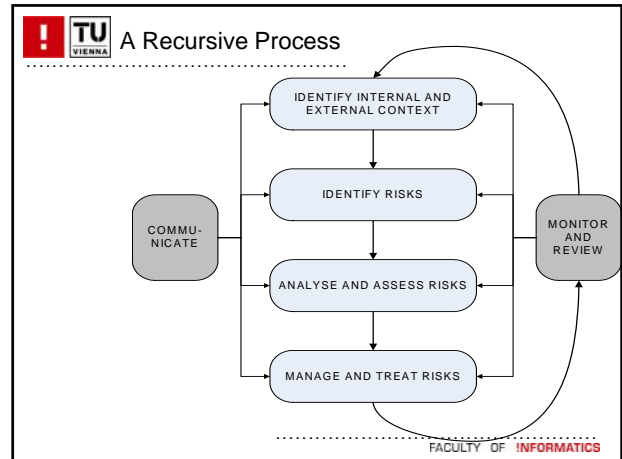 !
TU
VIENNA
A Recursive Process
IDENTIFY INTERNAL AND
EXTERNAL CONTEXT
IDENTIFY RISKS
COMMU-
NICATE
MONITOR
AND
REVIEW
ANALYSE AND ASSESS RISKS
MANAGE AND TREAT RISKS
FACULTY OF !NFORMATICS